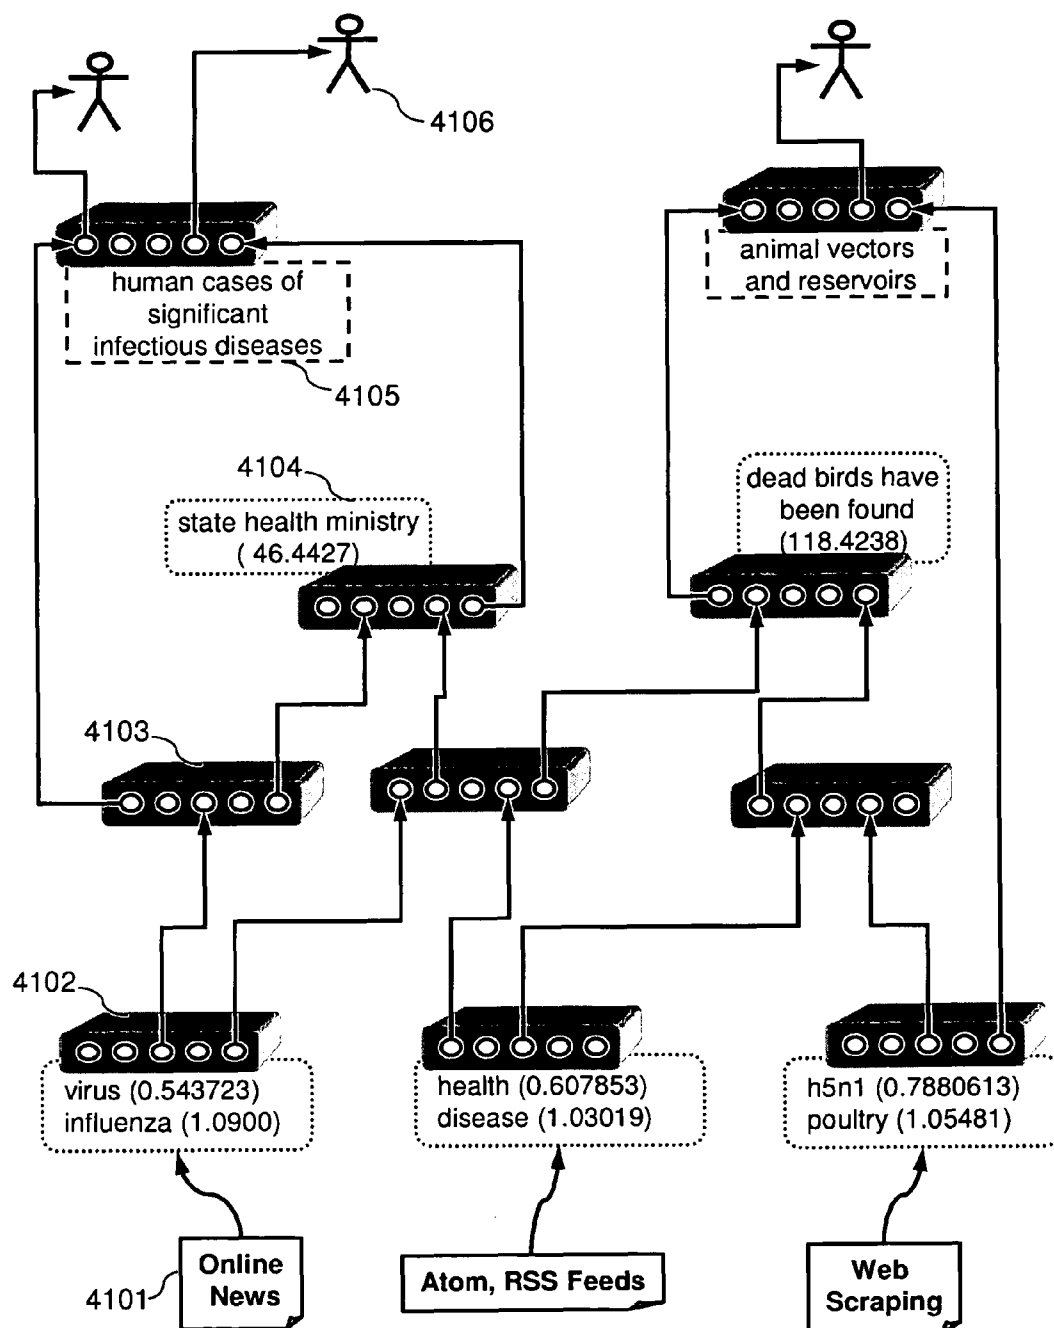 4106
animal vectors
and reservoirs
human cases of
significant
infectious diseases
4105
4104
state health ministry
( 46.4427)
dead birds have
been found
(118.4238)
4103
4102
virus (0.543723)
influenza (1.0900)
health (0.607853)
disease (1.03019)
h5n1 (0.7880613)
poultry (1.05481)
4101
Online
News
Atom, RSS Feeds
Web
Scraping